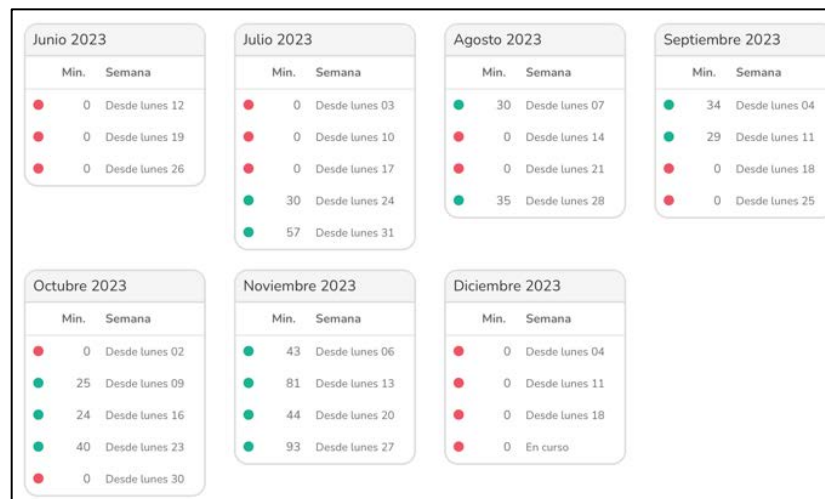 Junio 2023
Min. Semana
0 Desde lunes 12
0 Desde lunes 19
0 Desde lunes 26
Julio 2023
Min. Semana
0 Desde lunes 03
0 Desde lunes 10
0 Desde lunes 17
30 Desde lunes 24
57 Desde lunes 31
Agosto 2023
Min. Semana
30 Desde lunes 07
0 Desde lunes 14
0 Desde lunes 21
35 Desde lunes 28
Septiembre 2023
Min. Semana
34 Desde lunes 04
29 Desde lunes 11
0 Desde lunes 18
0 Desde lunes 25
Octubre 2023
Min. Semana
0 Desde lunes 02
25 Desde lunes 09
24 Desde lunes 16
40 Desde lunes 23
0 Desde lunes 30
Noviembre 2023
Min. Semana
43 Desde lunes 06
81 Desde lunes 13
44 Desde lunes 20
93 Desde lunes 27
Diciembre 2023
Min. Semana
0 Desde lunes 04
0 Desde lunes 11
0 Desde lunes 18
0 En curso